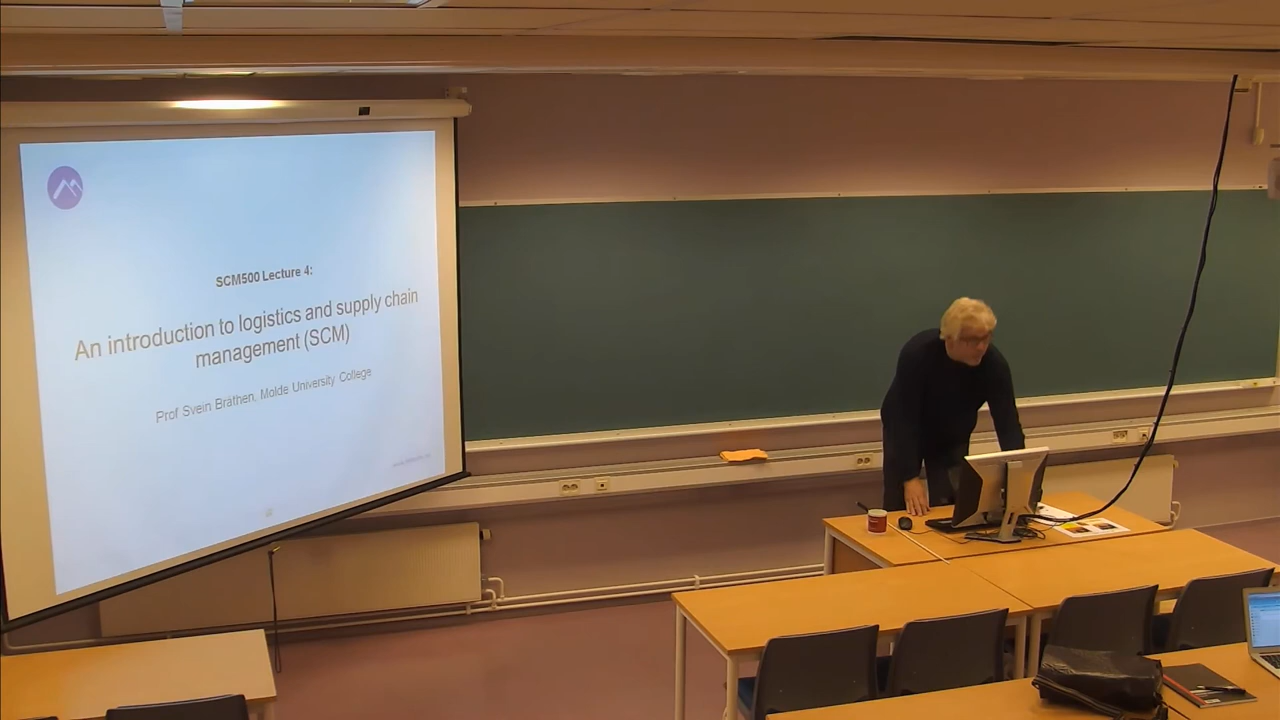 SCM500 Lecture 4:
An introduction to logistics and supply chain
management (SCM)
Prof Svein Bråthen, Molde University College